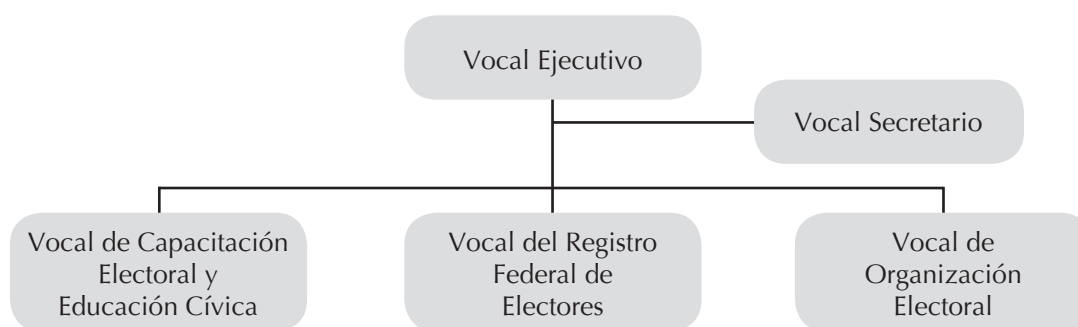 Vocal Ejecutivo
Vocal Secretario
Vocal de Capacitación
Electoral y
Educación Cívica
Vocal del Registro
Federal de
Electores
Vocal de
Organización
Electoral